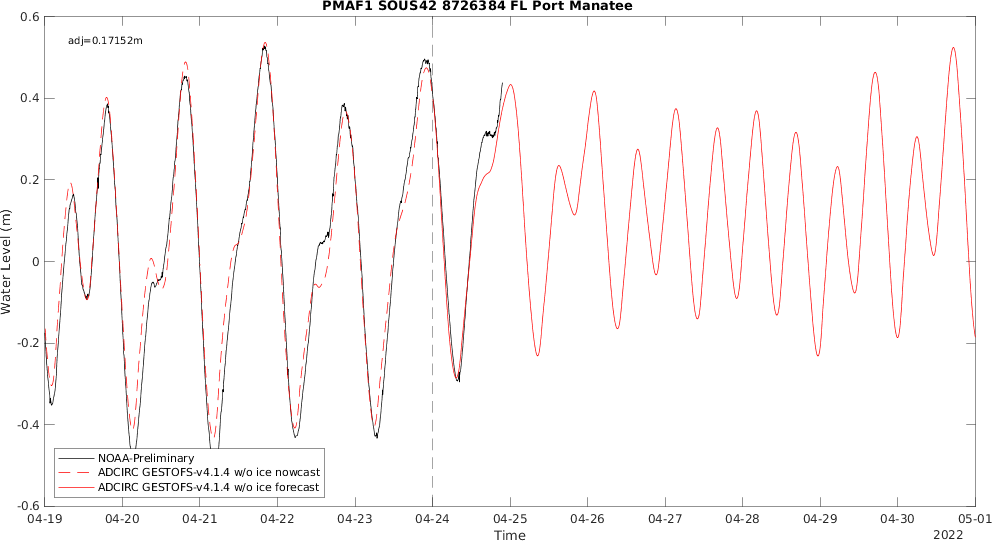 PMAF1 SOUS42 8726384 FL Port Manatee
adj=0.17152m
Water Level (m)
0.6
0.4
0.2
0
-0.2
-0.4
-0.6
NOAA-Preliminary
ADCIRC GESTOFS-v4.1.4 w/o ice nowcast
ADCIRC GESTOFS-v4.1.4 w/o ice forecast
04-19 04-20 04-21 04-22 04-23 04-24 04-25 04-26 04-27 04-28 04-29 04-30 05-01
Time
2022